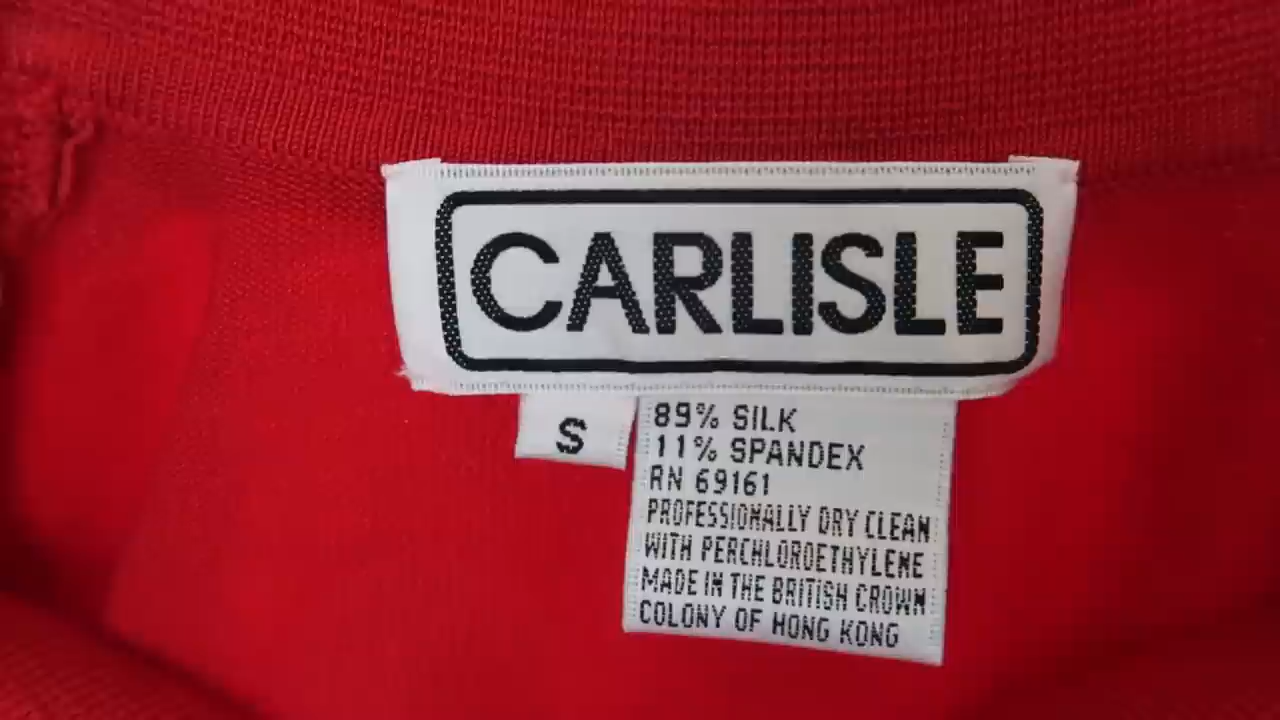 CARLISLE
S
89% SILK
11% SPANDEX
RN 69161
PROFESSIONALLY DRY CLEAN
WITH PERCHLOROETHYLENE
MADE IN THE BRITISH CROWN
COLONY OF HONG KONG